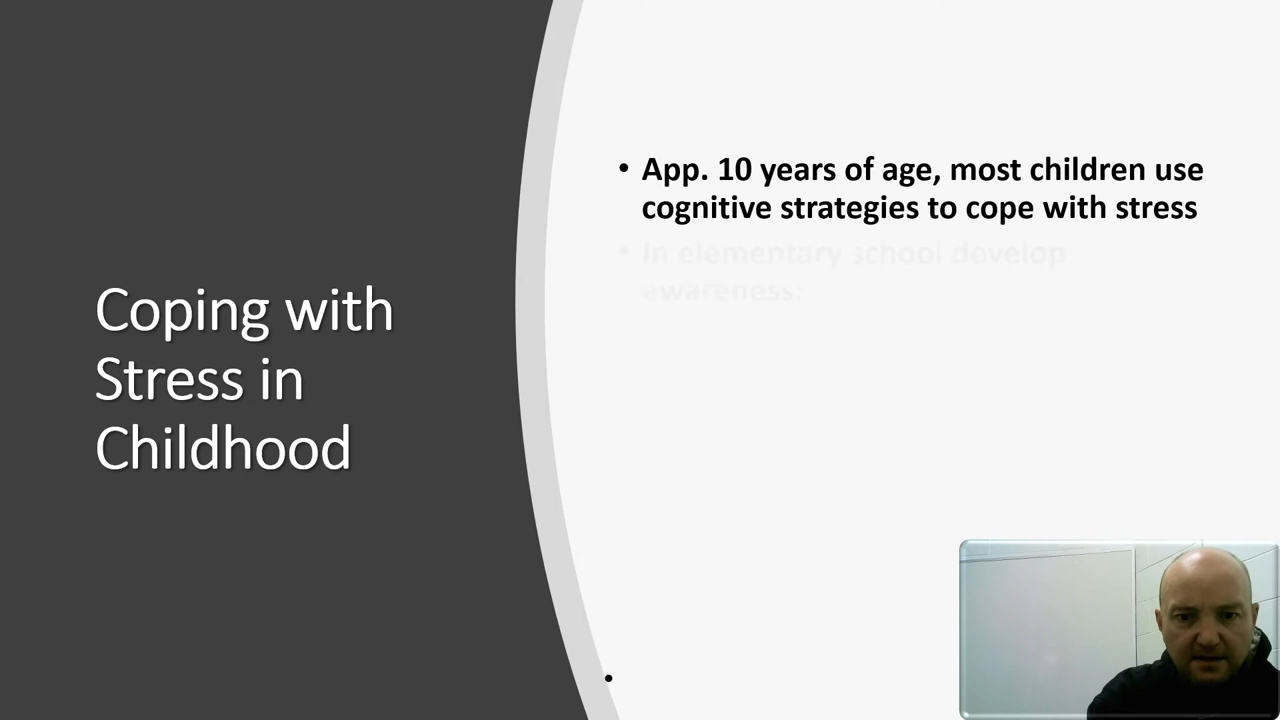 Coping with
Stress in
Childhood
• App. 10 years of age, most children use
cognitive strategies to cope with stress
• In elementary school develop
awareness:
•